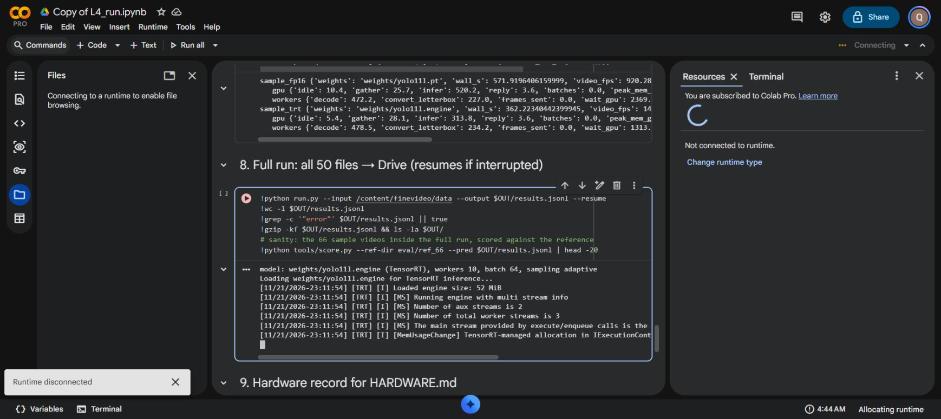 Copy of L4_run.ipynb
PRO
File Edit View Insert Runtime Tools Help
Share
Q
Commands + Code + Text Run all
Connecting
Files
Connecting to a runtime to enable file
browsing.
sample_fp16 {'weights': 'weights/yolo11l.pt', 'wall_s': 571.9196406159999, 'video_fps': 920.28
gpu {'idle': 10.4, 'gather': 25.7, 'infer': 520.2, 'reply': 3.6, 'batches': 0.0, 'peak_mem_
workers {'decode': 472.2, 'convert_letterbox': 227.0, 'frames_sent': 0.0, 'wait_gpu': 2369.
sample_trt {'weights': 'weights/yolo11l.engine', 'wall_s': 362.22340442399745, 'video_fps': 14
gpu {'idle': 5.4, 'gather': 28.1, 'infer': 313.8, 'reply': 3.6, 'batches': 0.0, 'peak_mem_g
workers {'decode': 478.5, 'convert_letterbox': 234.2, 'frames_sent': 0.0, 'wait_gpu': 1313.
8. Full run: all 50 files → Drive (resumes if interrupted)
[ ]
!python run.py --input /content/finevideo/data --output $OUT/results.jsonl --resume
!wc -l $OUT/results.jsonl
!grep -c '"error"' $OUT/results.jsonl || true
!gzip -kf $OUT/results.jsonl && ls -la $OUT/
# sanity: the 66 sample videos inside the full run, scored against the reference
!python tools/score.py --ref-dir eval/ref_66 --pred $OUT/results.jsonl | head -20
model: weights/yolo11l.engine (TensorRT), workers 10, batch 64, sampling adaptive
Loading weights/yolo11l.engine for TensorRT inference...
[11/21/2026-23:11:54] [TRT] [I] Loaded engine size: 52 MiB
[11/21/2026-23:11:54] [TRT] [I] [MS] Running engine with multi stream info
[11/21/2026-23:11:54] [TRT] [I] [MS] Number of aux streams is 2
[11/21/2026-23:11:54] [TRT] [I] [MS] Number of total worker streams is 3
[11/21/2026-23:11:54] [TRT] [I] [MS] The main stream provided by execute/enqueue calls is the
[11/21/2026-23:11:54] [TRT] [I] [MemUsageChange] TensorRT-managed allocation in IExecutionCont
9. Hardware record for HARDWARE.md
Resources Terminal
You are subscribed to Colab Pro. Learn more
Not connected to runtime.
Change runtime type
Runtime disconnected
Variables Terminal
4:44 AM Allocating runtime